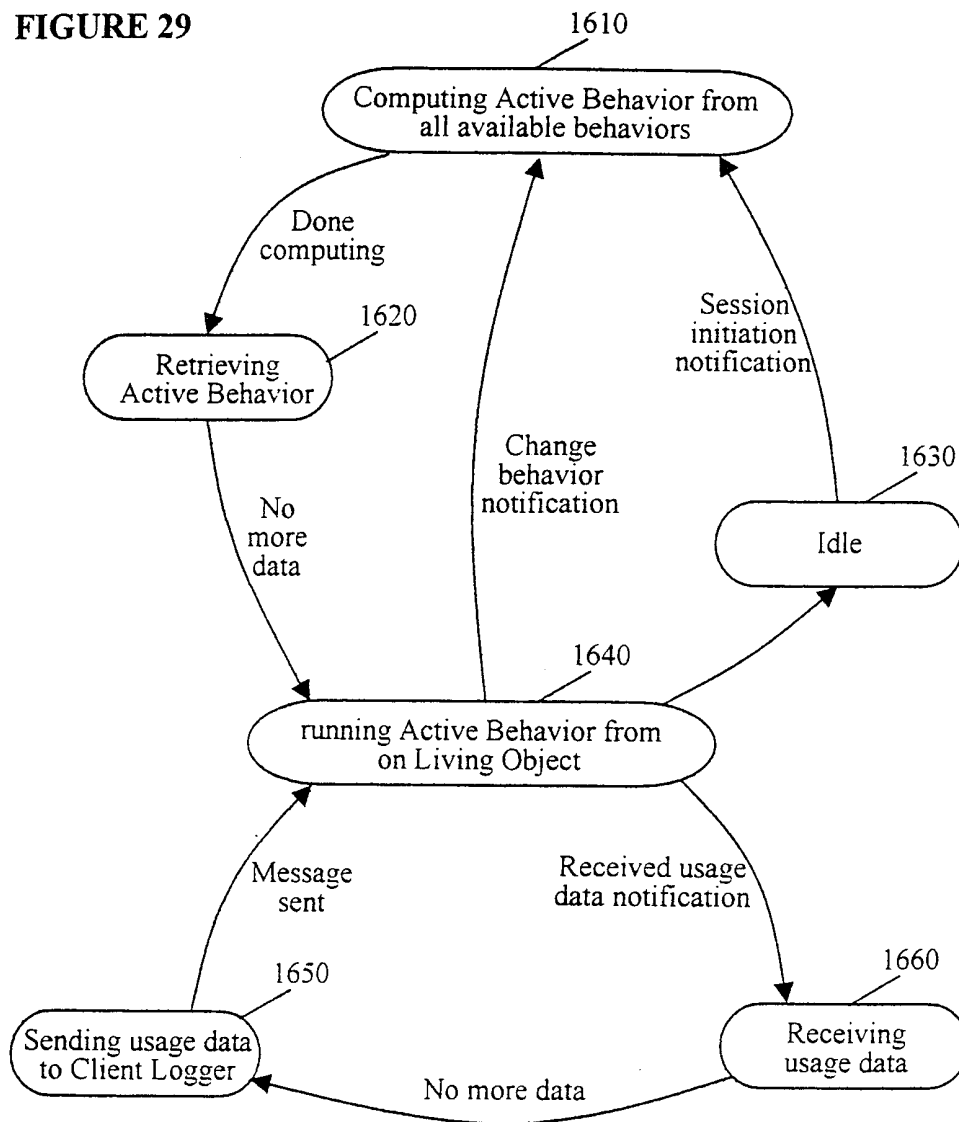 FIGURE 29
1610
Computing Active Behavior from
all available behaviors
Done
computing
1620
Retrieving
Active Behavior
Session
initiation
notification
Change
behavior
notification
1630
Idle
No
more
data
1640
running Active Behavior from
on Living Object
Message
sent
Received usage
data notification
1650
Sending usage data
to Client Logger
1660
Receiving
usage data
No more data